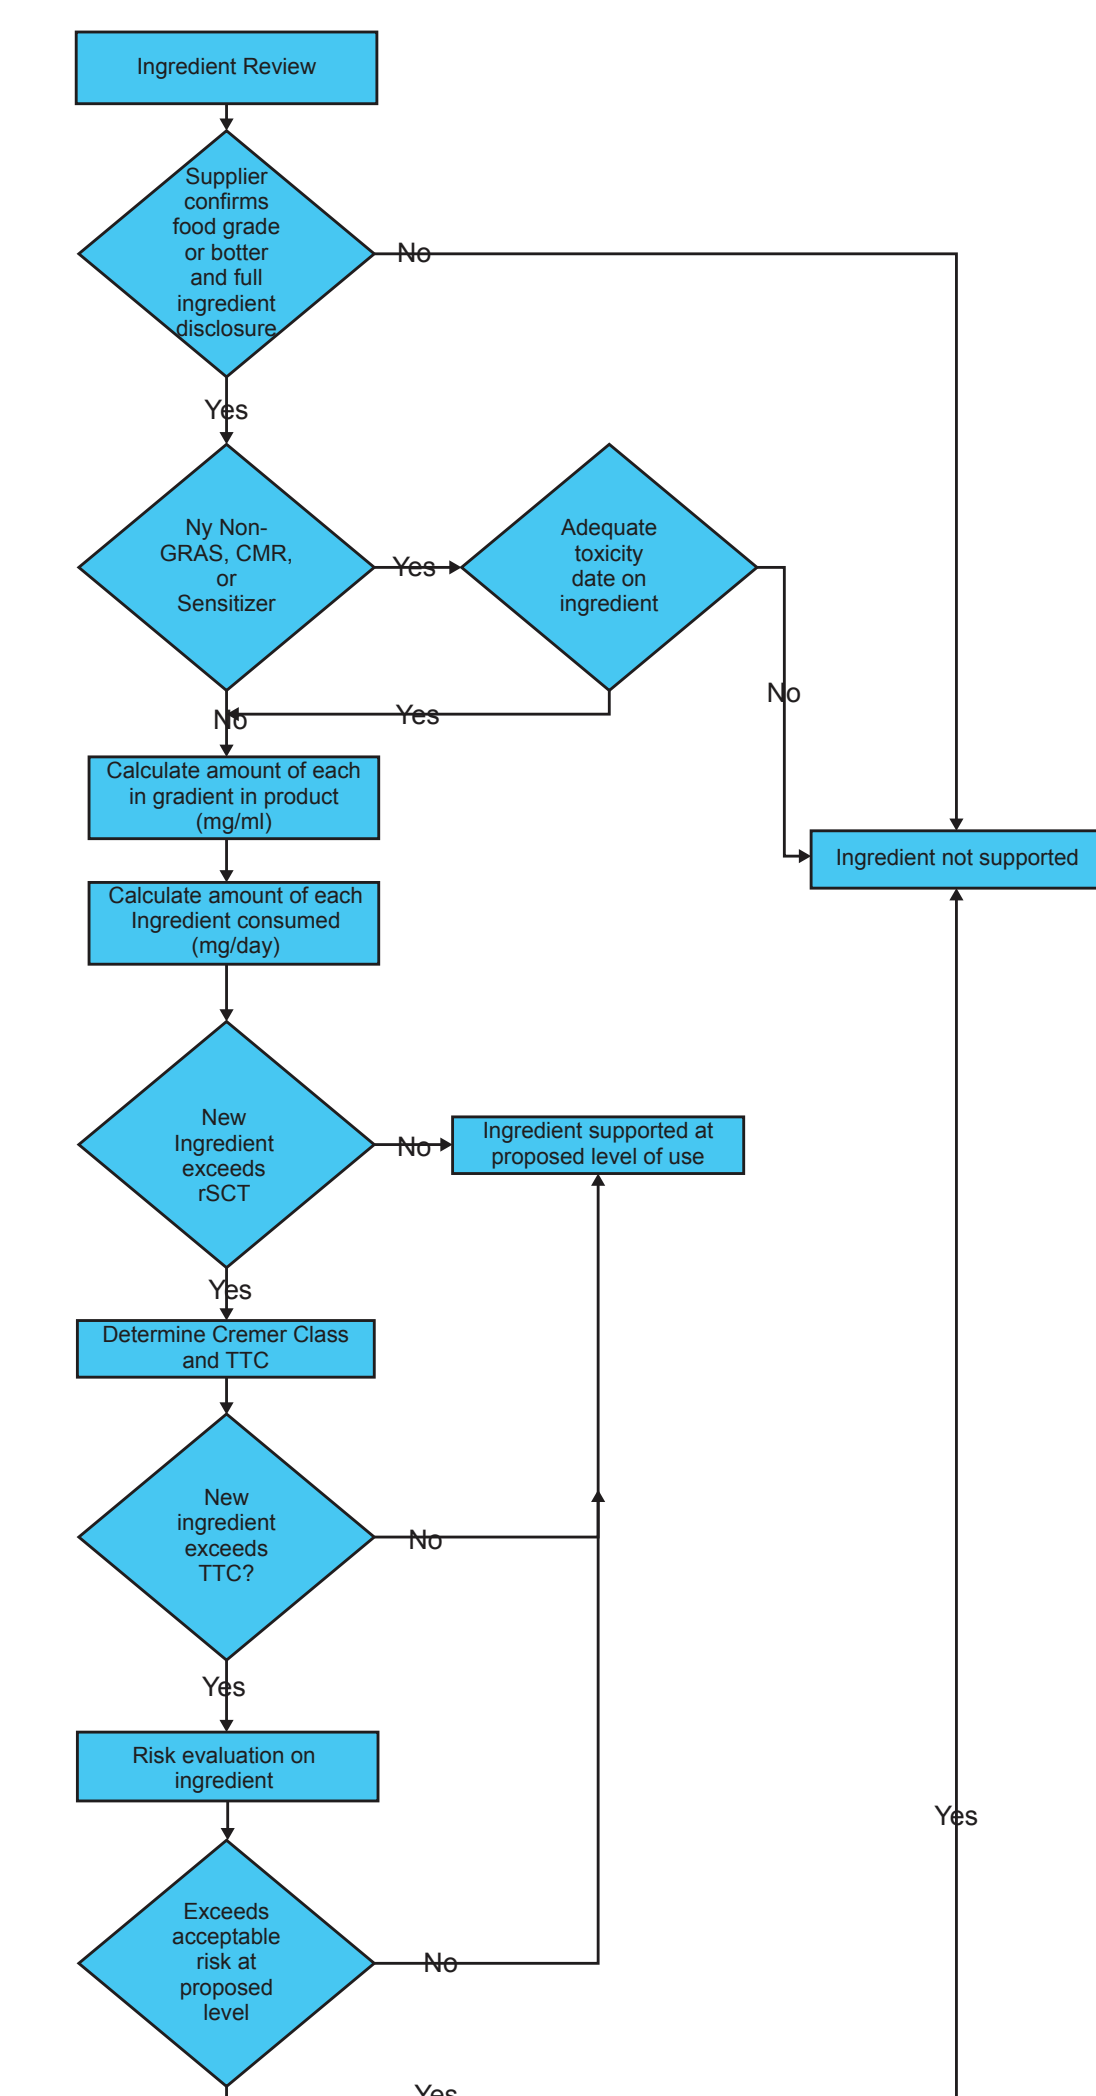 Ingredient Review
Supplier
confirms
food grade
or botter
and full
ingredient
disclosure
No
Yes
Ny Non-
GRAS, CMR,
or
Sensitizer
Yes
Adequate
toxicity
date on
ingredient
No
No
Yes
Calculate amount of each
in gradient in product
(mg/ml)
Ingredient not supported
Calculate amount of each
Ingredient consumed
(mg/day)
New
Ingredient
exceeds
rSCT
No
Ingredient supported at
proposed level of use
Yes
Determine Cremer Class
and TTC
New
ingredient
exceeds
TTC?
No
Yes
Risk evaluation on
ingredient
Yes
Exceeds
acceptable
risk at
proposed
level
No
Yes